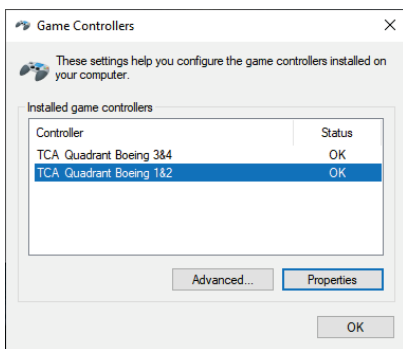 Game Controllers
These settings help you configure the game controllers installed on
your computer.
Installed game controllers
Controller Status
TCA Quadrant Boeing 3&4 OK
TCA Quadrant Boeing 1&2 OK
Advanced... Properties
OK